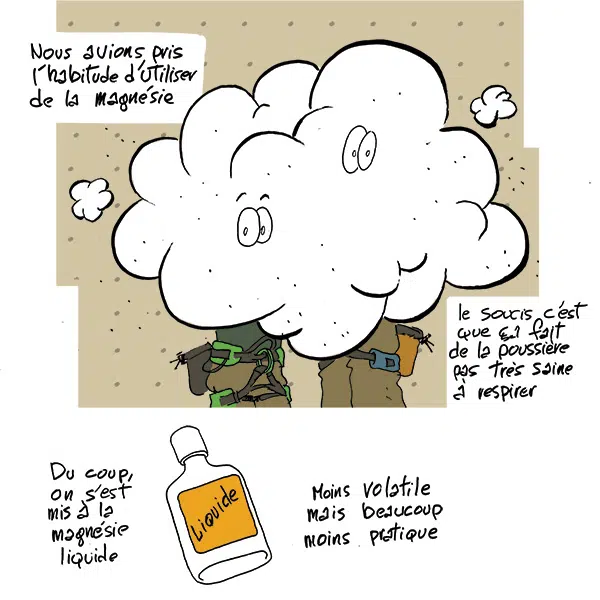 Nous avions pris
l'habitude d'utiliser
de la magnésie
le soucis c'est
que ça fait
de la poussière
pas très saine
à respirer
Du coup,
on s'est
mis à la
magnésie
liquide
Liquide
Moins volatile
mais beaucoup
moins pratique